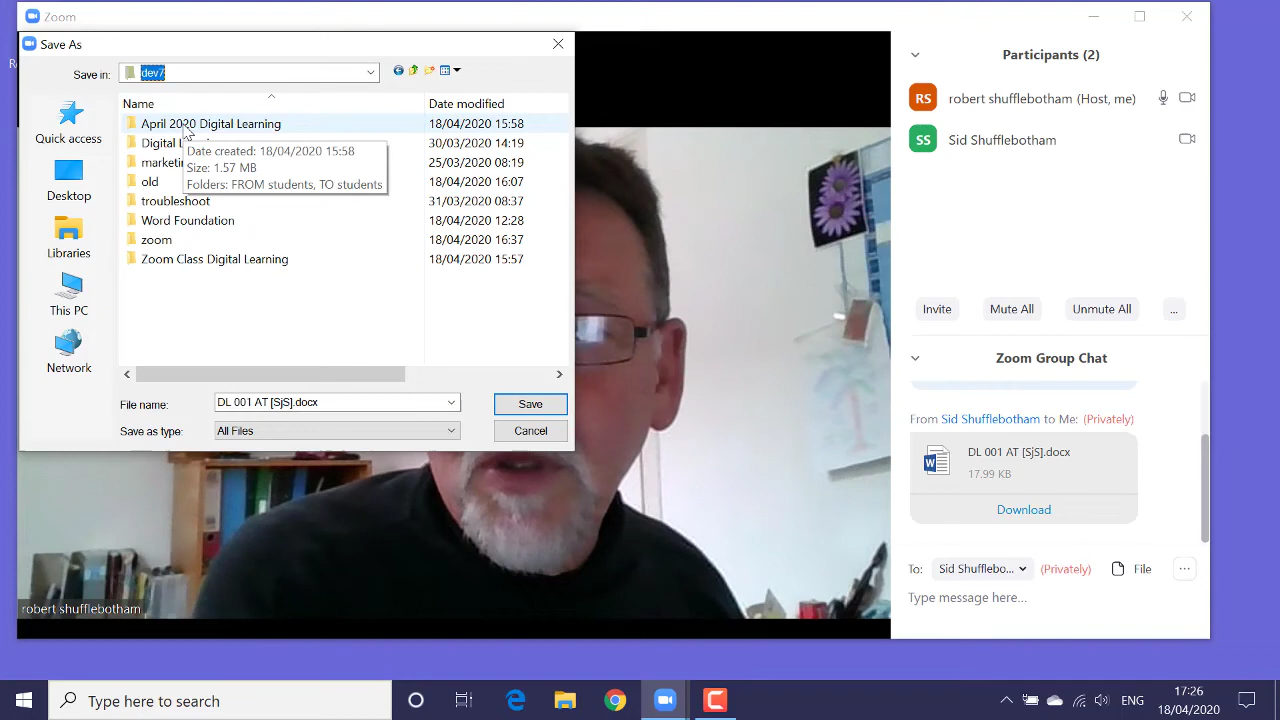 Zoom
Save As
Save in:
dev7
Name
Date modified
April 2020 Digital Learning
18/04/2020 15:58
Digital L
30/03/2020 14:19
marketin
25/03/2020 08:19
old
18/04/2020 16:07
troubleshoot
31/03/2020 08:37
Word Foundation
18/04/2020 12:28
zoom
18/04/2020 16:37
Zoom Class Digital Learning
18/04/2020 15:57
Date created: 18/04/2020 15:58
Size: 1.57 MB
Folders: FROM students, TO students
Quick access
Desktop
Libraries
This PC
Network
File name:
DL 001 AT [SjS].docx
Save
Save as type:
All Files
Cancel
robert shufflebotham
Participants (2)
RS
robert shufflebotham (Host, me)
SS
Sid Shufflebotham
Invite
Mute All
Unmute All
...
Zoom Group Chat
From Sid Shufflebotham to Me: (Privately)
DL 001 AT [SjS].docx
17.99 KB
Download
To:
Sid Shufflebo...
(Privately)
File
Type message here...
Type here to search
ENG
17:26
18/04/2020